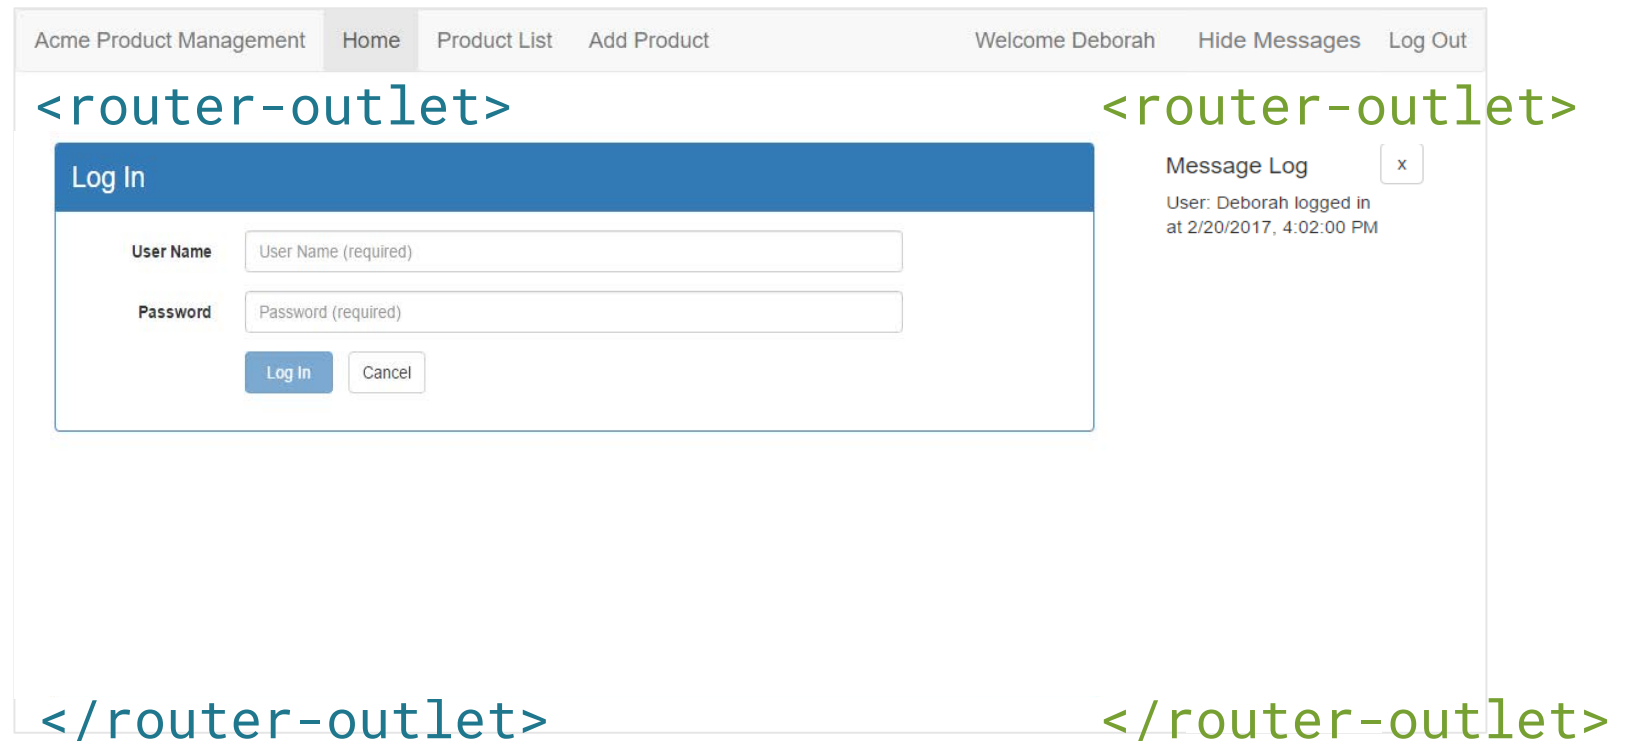 Acme Product Management Home Product List Add Product Welcome Deborah Hide Messages Log Out
<router-outlet> <router-outlet>
Log In
User Name User Name (required)
Password Password (required)
Log In Cancel
Message Log x
User: Deborah logged in
at 2/20/2017, 4:02:00 PM
</router-outlet> </router-outlet>